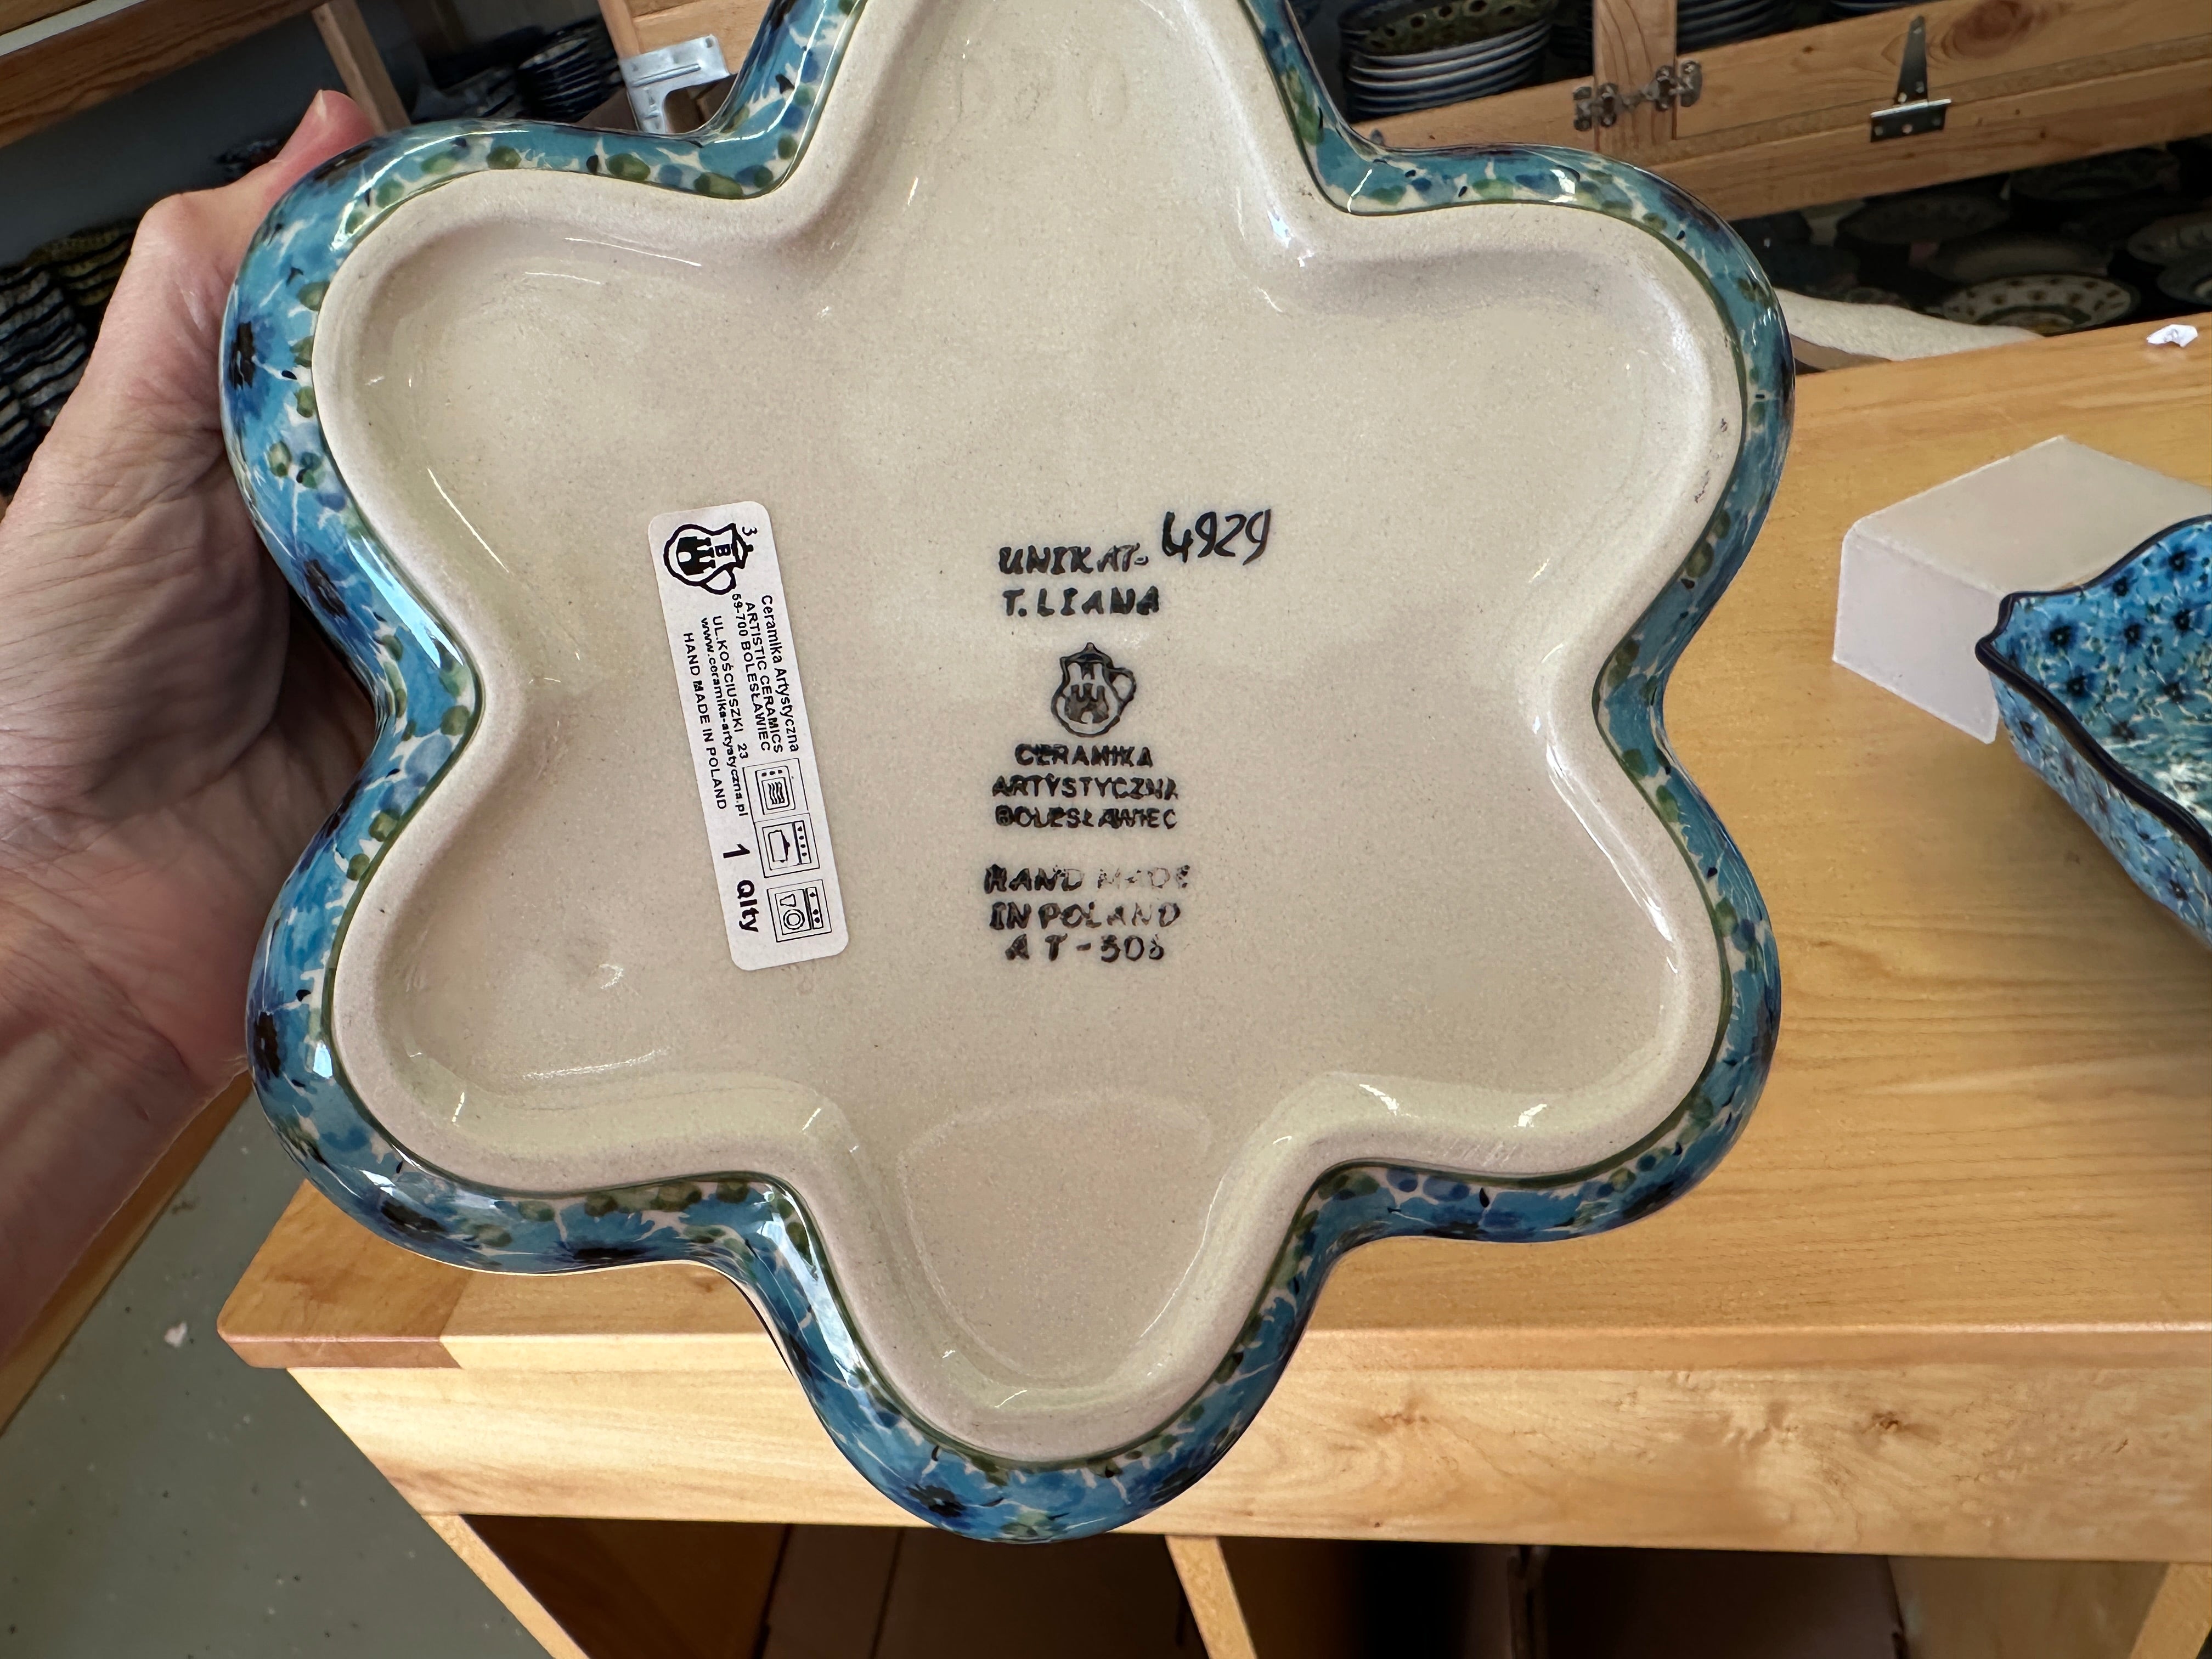 3
B
Ceramika Artystyczna
ARTISTIC CERAMICS
59-700 BOLESŁAWIEC
UL.KOŚCIUSZKI 23
www.ceramika-artystyczna.pl
HAND MADE IN POLAND
1 Qlty
UNIKAT- 4929
T. LIANA
CERAMIKA
ARTYSTYCZNA
BOLESŁAWIEC
HAND MADE
IN POLAND